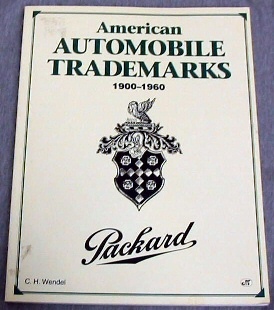 American
AUTOMOBILE
TRADEMARKS
1900-1960
Packard
C. H. Wendel